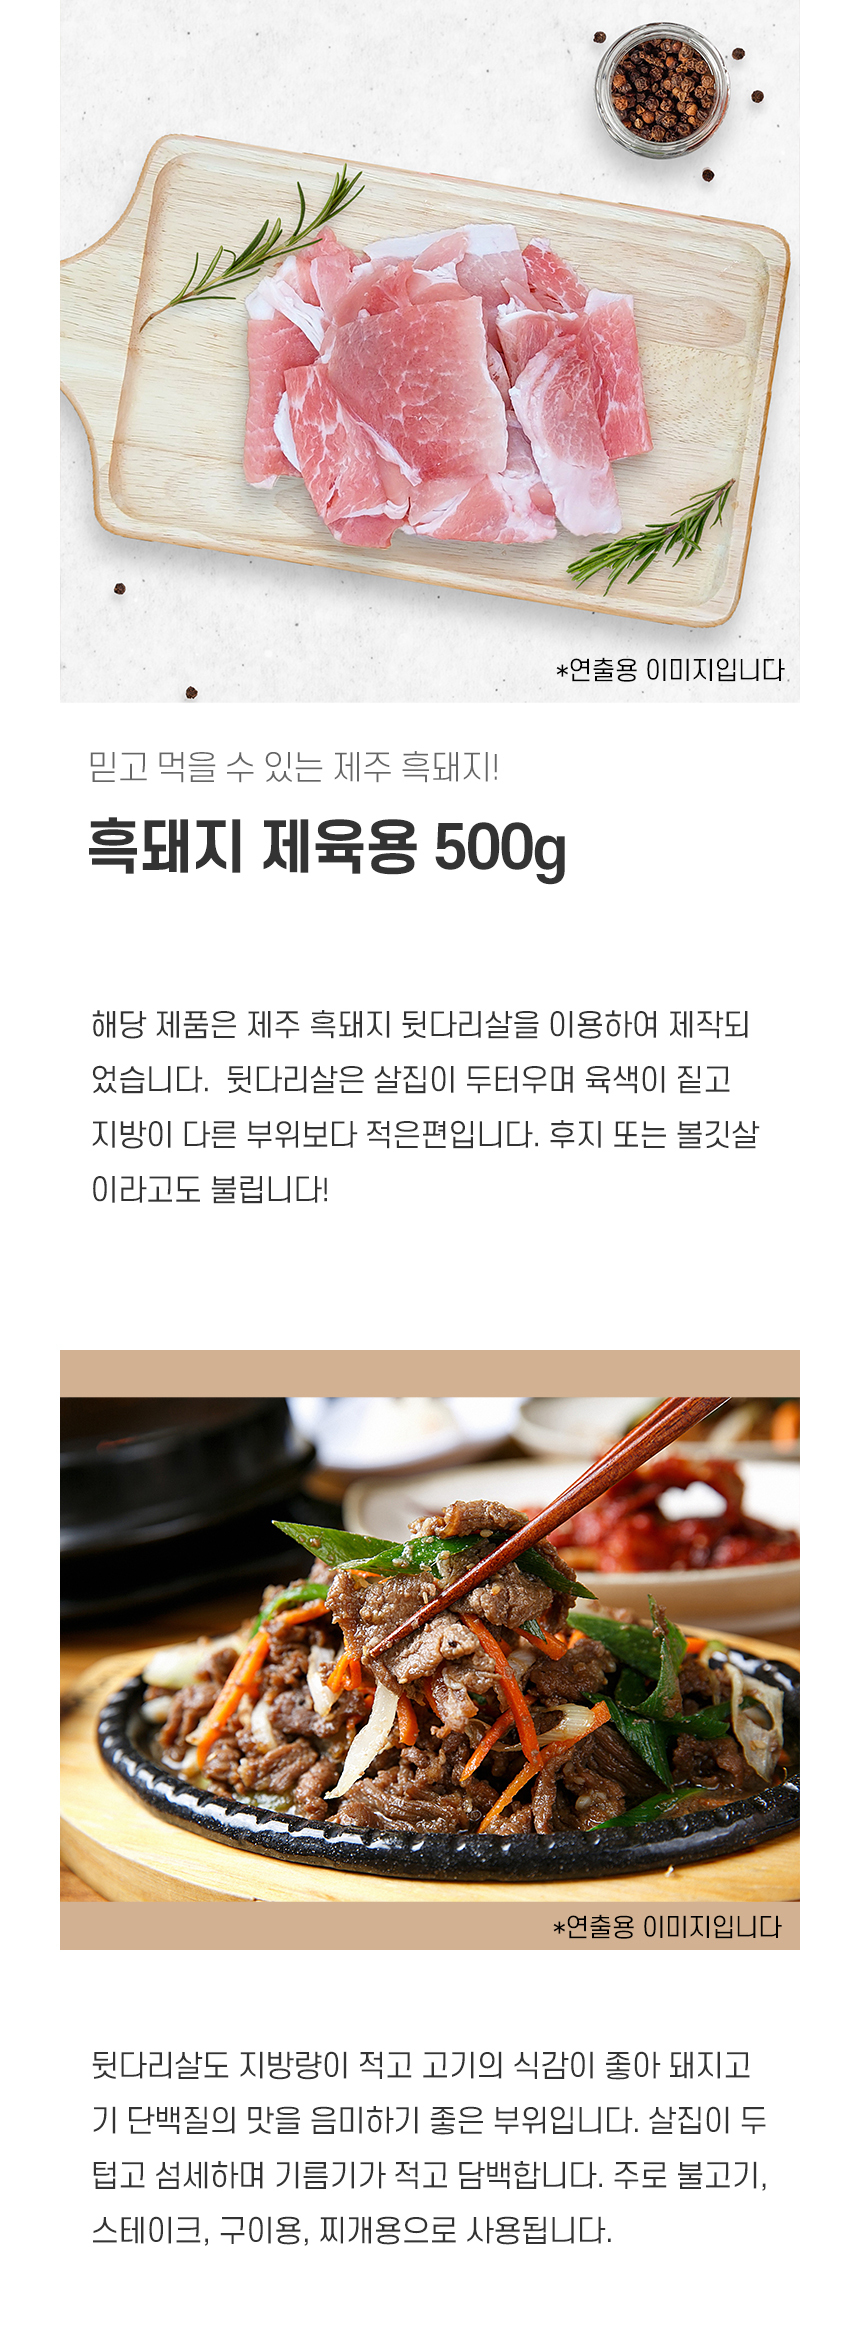 *연출용 이미지입니다
믿고 먹을 수 있는 제주 흑돼지!
흑돼지 제육용 500g
해당 제품은 제주 흑돼지 뒷다리살을 이용하여 제작되
었습니다. 뒷다리살은 살집이 두터우며 육색이 짙고
지방이 다른 부위보다 적은편입니다. 후지 또는 볼깃살
이라고도 불립니다!
*연출용 이미지입니다
뒷다리살도 지방량이 적고 고기의 식감이 좋아 돼지고
기 단백질의 맛을 음미하기 좋은 부위입니다. 살집이 두
텁고 섬세하며 기름기가 적고 담백합니다. 주로 불고기,
스테이크, 구이용, 찌개용으로 사용됩니다.